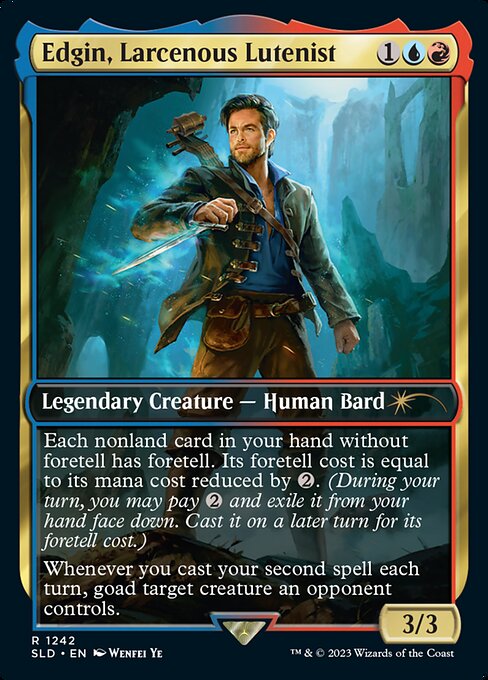 Edgin, Larcenous Lutenist 1
Legendary Creature — Human Bard
Each nonland card in your hand without
foretell has foretell. Its foretell cost is equal
to its mana cost reduced by 2. (During your
turn, you may pay 2 and exile it from your
hand face down. Cast it on a later turn for its
foretell cost.)
Whenever you cast your second spell each
turn, goad target creature an opponent
controls.
3/3
R 1242
SLD • EN Wenfei Ye
™ & © 2023 Wizards of the Coast